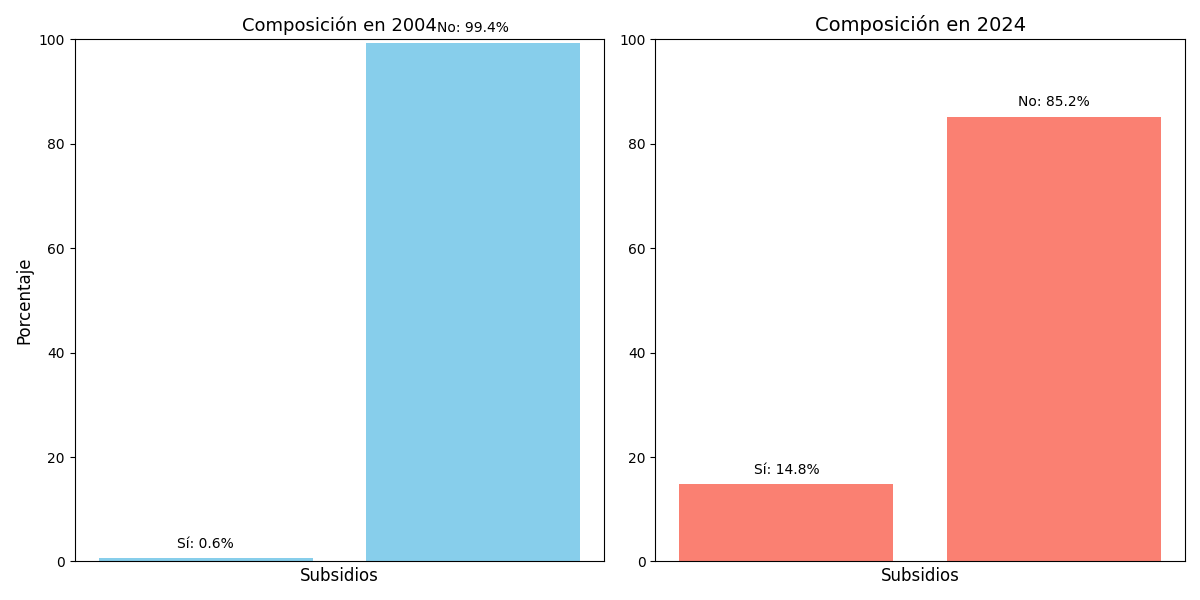 Composición en 2004
No: 99.4%
Porcentaje
100
80
60
40
20
0
Sí: 0.6%
Subsidios
Composición en 2024
100
80
60
40
20
0
No: 85.2%
Sí: 14.8%
Subsidios